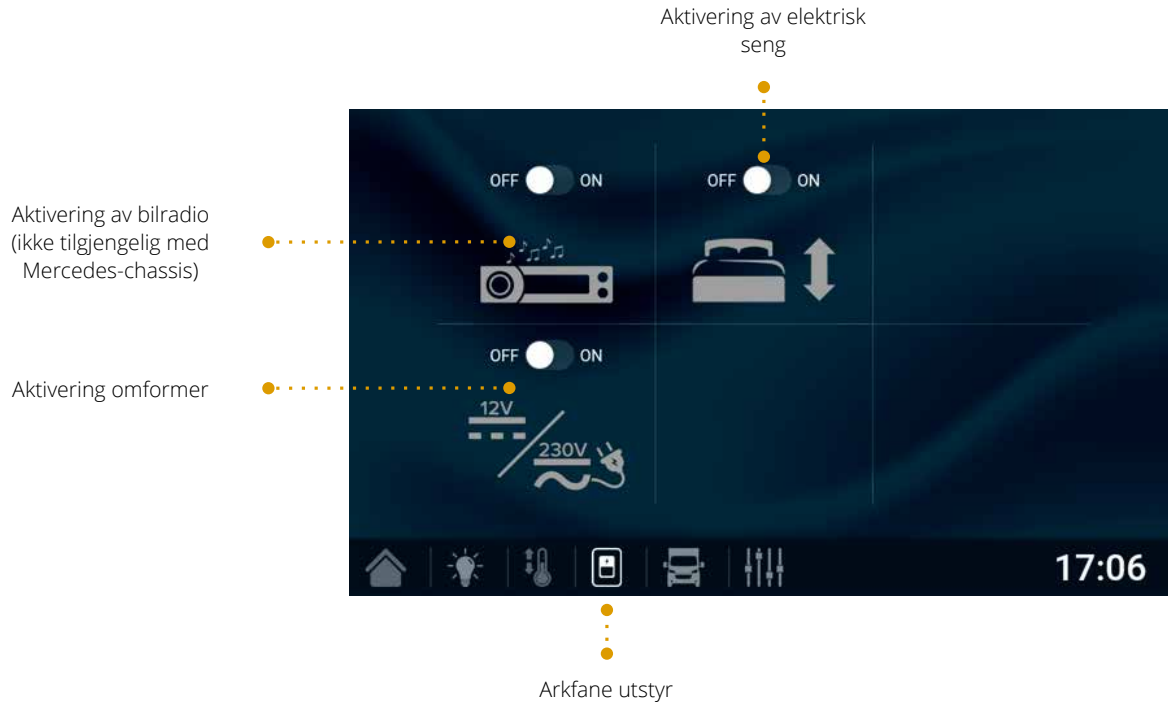 Aktivering av elektrisk
seng
OFF ON
OFF ON
Aktivering av bilradio
(ikke tilgjengelig med
Mercedes-chassis)
OFF ON
Aktivering omformer
12V
230V
17:06
Arkfane utstyr